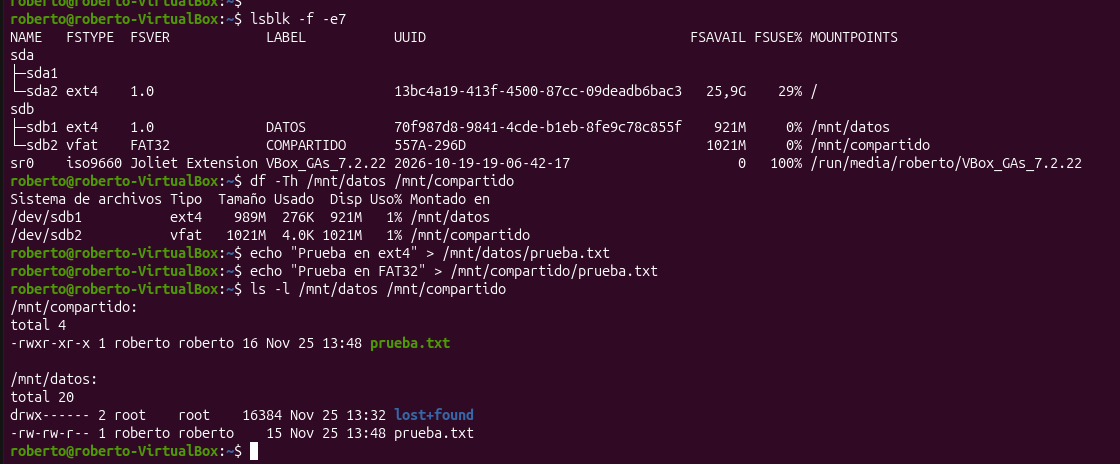 roberto@roberto-VirtualBox:~$
roberto@roberto-VirtualBox:~$ lsblk -f -e7
NAME   FSTYPE  FSVER            LABEL           UUID                                 FSAVAIL FSUSE% MOUNTPOINTS
sda
├─sda1
└─sda2 ext4    1.0                              13bc4a19-413f-4500-87cc-09deadb6bac3   25,9G    29% /
sdb
├─sdb1 ext4    1.0              DATOS           70f987d8-9841-4cde-b1eb-8fe9c78c855f    921M     0% /mnt/datos
└─sdb2 vfat    FAT32            COMPARTIDO      557A-296D                              1021M     0% /mnt/compartido
sr0    iso9660 Joliet Extension VBox_GAs_7.2.22 2026-10-19-19-06-42-17                     0   100% /run/media/roberto/VBox_GAs_7.2.22
roberto@roberto-VirtualBox:~$ df -Th /mnt/datos /mnt/compartido
Sistema de archivos Tipo  Tamaño Usado  Disp Uso% Montado en
/dev/sdb1           ext4    989M  276K  921M   1% /mnt/datos
/dev/sdb2           vfat   1021M  4.0K 1021M   1% /mnt/compartido
roberto@roberto-VirtualBox:~$ echo "Prueba en ext4" > /mnt/datos/prueba.txt
roberto@roberto-VirtualBox:~$ echo "Prueba en FAT32" > /mnt/compartido/prueba.txt
roberto@roberto-VirtualBox:~$ ls -l /mnt/datos /mnt/compartido
/mnt/compartido:
total 4
-rwxr-xr-x 1 roberto roberto 16 Nov 25 13:48 prueba.txt

/mnt/datos:
total 20
drwx------ 2 root    root    16384 Nov 25 13:32 lost+found
-rw-rw-r-- 1 roberto roberto    15 Nov 25 13:48 prueba.txt
roberto@roberto-VirtualBox:~$